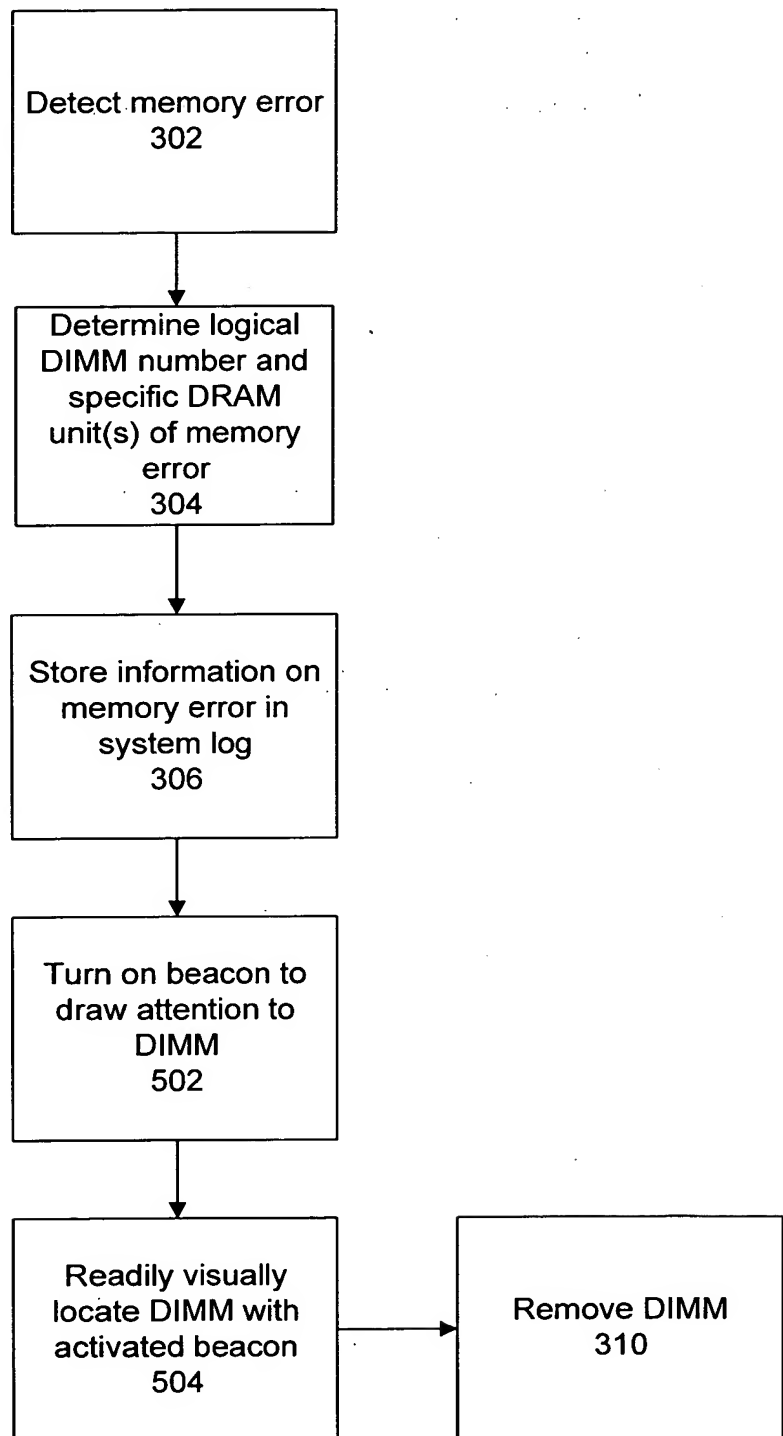 Detect memory error
302
Determine logical
DIMM number and
specific DRAM
unit(s) of memory
error
304
Store information on
memory error in
system log
306
Turn on beacon to
draw attention to
DIMM
502
Readily visually
locate DIMM with
activated beacon
504
Remove DIMM
310